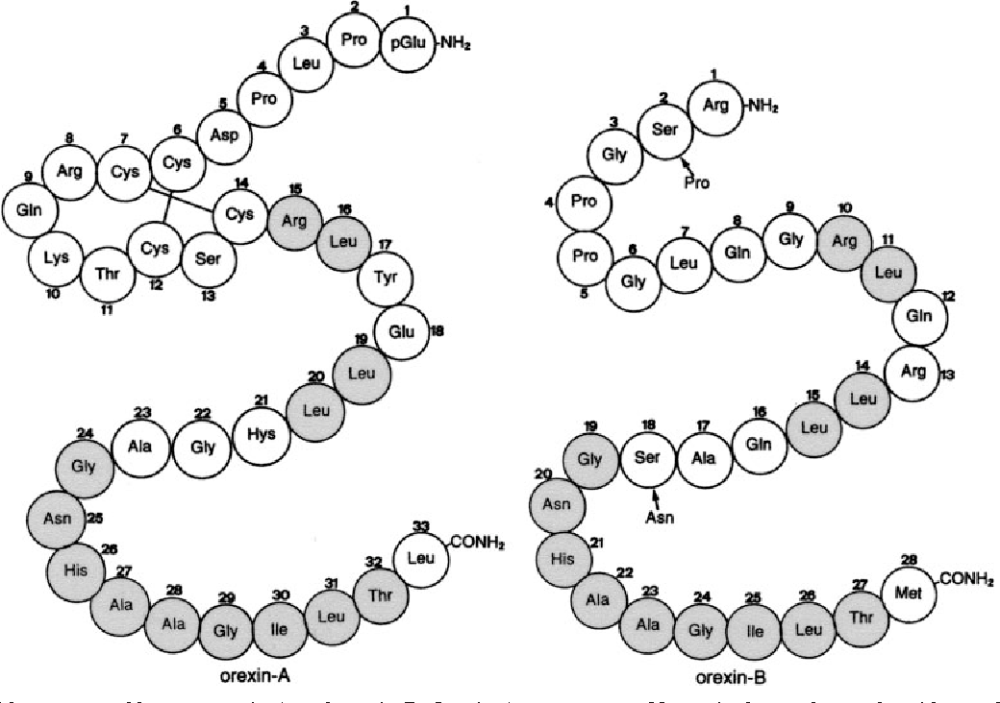 1 pGlu -NH₂
2 Pro
3 Leu
4 Pro
5 Asp
6 Cys
7 Cys
8 Arg
9 Gln
10 Lys
11 Thr
12 Cys
13 Ser
14 Cys
15 Arg
16 Leu
17 Tyr
18 Glu
19 Leu
20 Leu
21 Hys
22 Gly
23 Ala
24 Gly
25 Asn
26 His
27 Ala
28 Ala
29 Gly
30 Ile
31 Leu
32 Thr
33 Leu CONH₂
orexin-A
1 Arg -NH₂
2 Ser
Pro
3 Gly
4 Pro
5 Pro
6 Gly
7 Leu
8 Gln
9 Gly
10 Arg
11 Leu
12 Gln
13 Arg
14 Leu
15 Leu
16 Gln
17 Ala
18 Ser
Asn
19 Gly
20 Asn
21 His
22 Ala
23 Ala
24 Gly
25 Ile
26 Leu
27 Thr
28 Met CONH₂
orexin-B